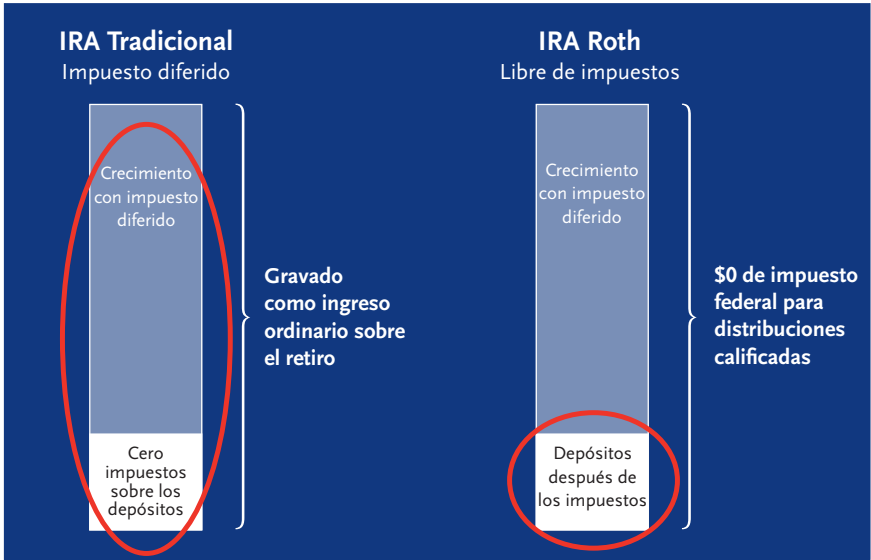 IRA Tradicional
Impuesto diferido
Crecimiento
con impuesto
diferido
Gravado
como ingreso
ordinario sobre
el retiro
Cero
impuestos
sobre los
depósitos
IRA Roth
Libre de impuestos
Crecimiento
con impuesto
diferido
$0 de impuesto
federal para
distribuciones
calificadas
Depósitos
después de
los impuestos